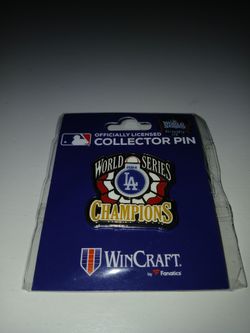 OFFICIALLY LICENSED
COLLECTOR PIN
WORLD SERIES
LA
CHAMPIONS
WINCRAFT.
by Fanatics